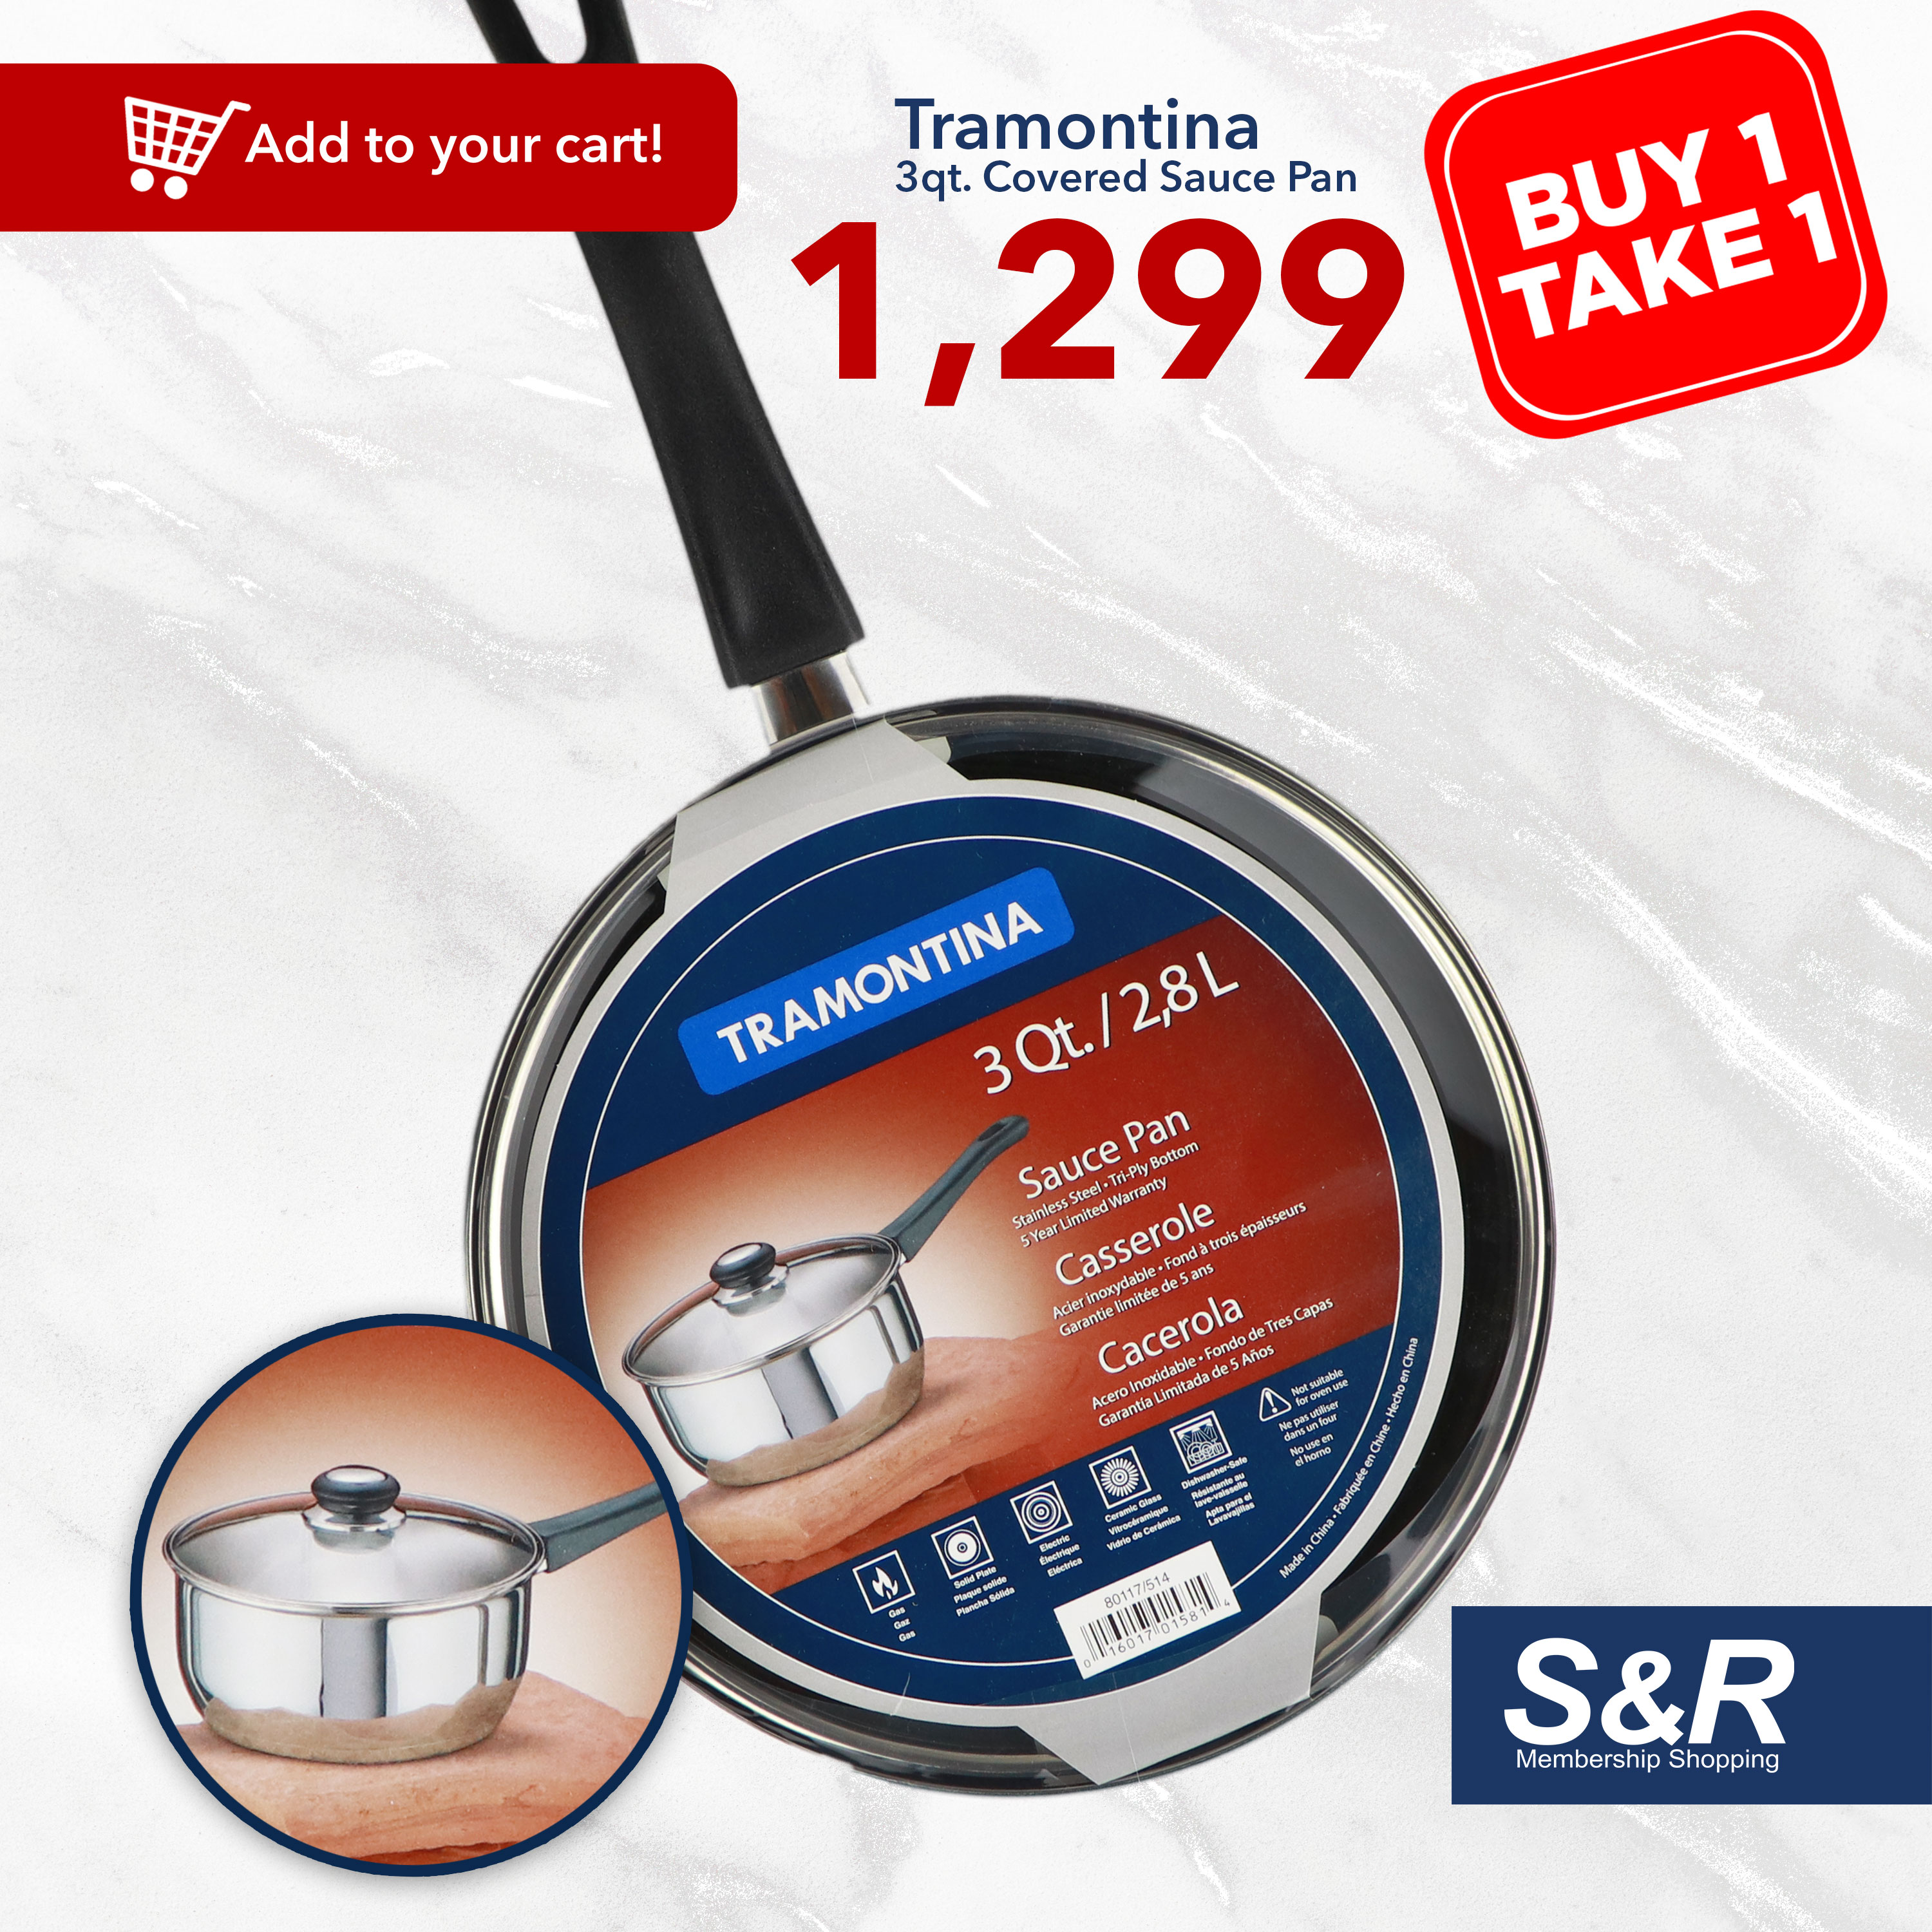 Add to your cart!
Tramontina
3qt. Covered Sauce Pan
1,299
BUY 1
TAKE 1
TRAMONTINA
3 Qt. / 2,8 L
Sauce Pan
Stainless Steel • Tri-Ply Bottom
5 Year Limited Warranty
Casserole
Acier inoxydable • Fond à trois épaisseurs
Garantie limitée de 5 ans
Cacerola
Acero Inoxidable • Fondo de Tres Capas
Garantía Limitada de 5 Años
Gas
Gaz
Gas
Solid Plate
Plaque solide
Plancha Sólida
Electric
Électrique
Eléctrica
Ceramic Glass
Vitrocéramique
Vidrio de Cerámica
Dishwasher-Safe
Résistante au
lave-vaisselle
Apta para el
Lavavajillas
Not suitable
for oven use
Ne pas utiliser
dans un four
No use en
el horno
Made in China • Fabriquée en Chine • Hecho en China
80117/514
0 16017 01581 4
S&R
Membership Shopping